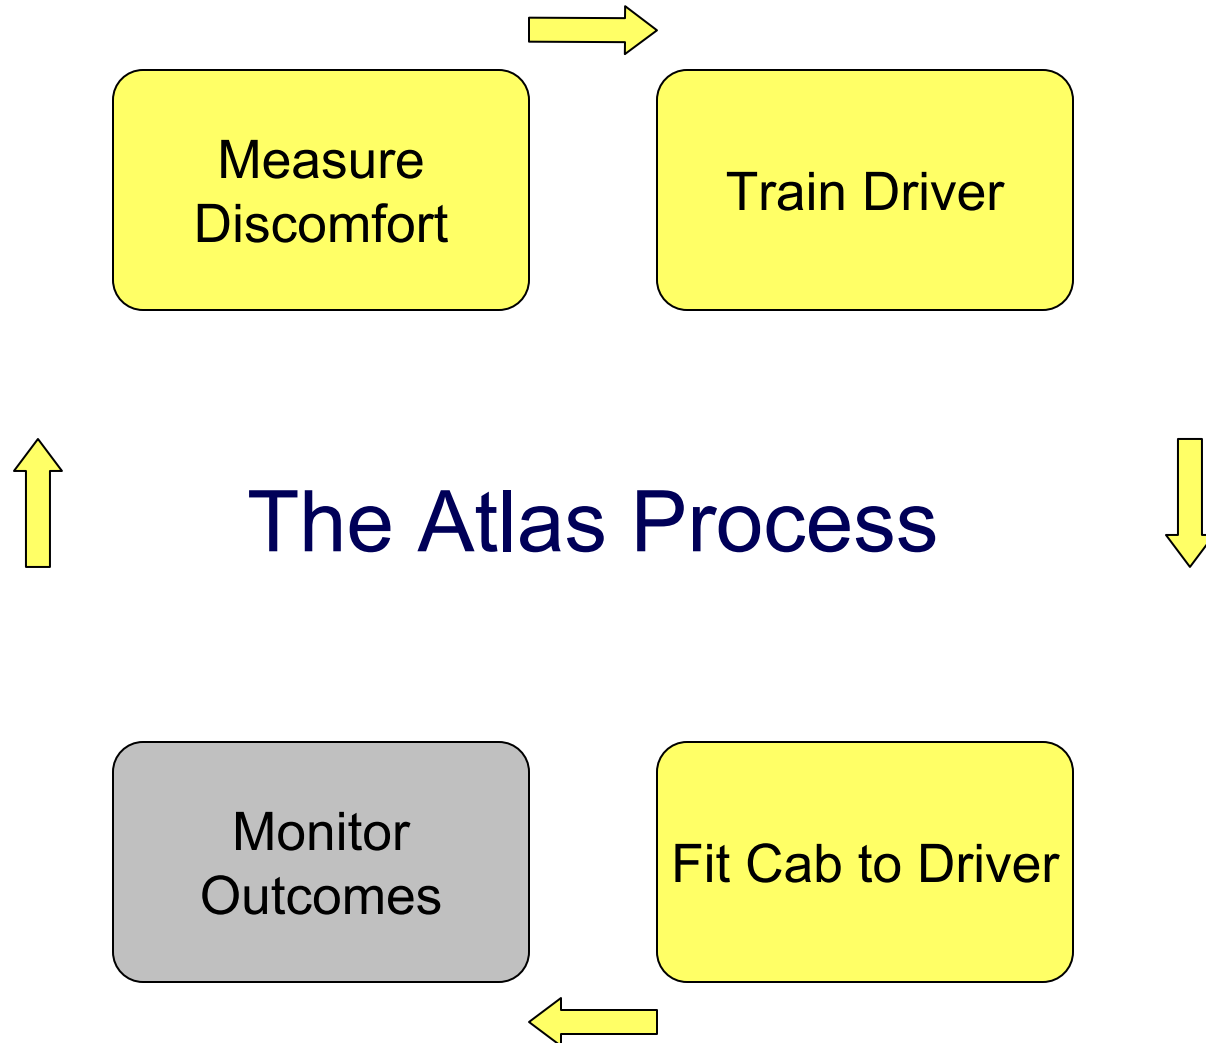 Measure
Discomfort
Train Driver
The Atlas Process
Monitor
Outcomes
Fit Cab to Driver